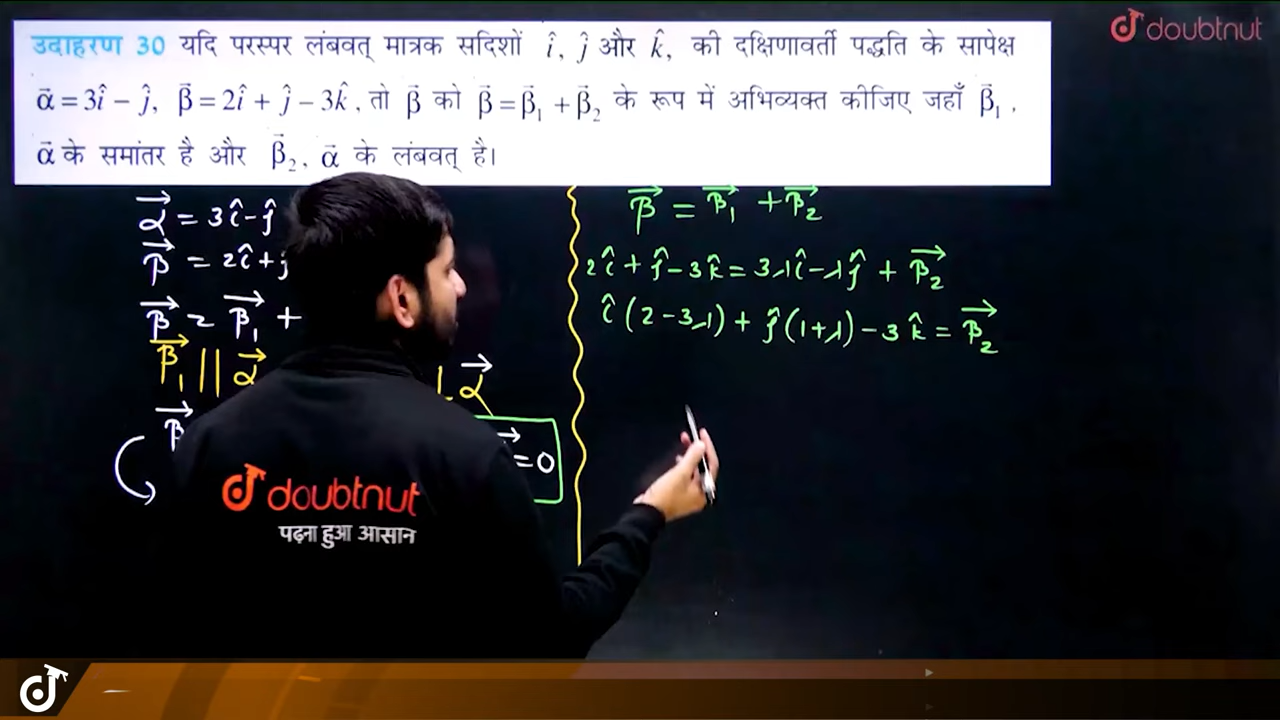 उदाहरण 30 यदि परस्पर लंबवत् मात्रक सदिशों î, ĵ और k̂, की दक्षिणावर्ती पद्धति के सापेक्ष
α⃗ = 3î − ĵ, β⃗ = 2î + ĵ − 3k̂, तो β⃗ को β⃗ = β⃗₁ + β⃗₂ के रूप में अभिव्यक्त कीजिए जहाँ β⃗₁,
α⃗ के समांतर है और β⃗₂, α⃗ के लंबवत् है।
doubtnut
α⃗ = 3î − ĵ
β⃗ = 2î +
β⃗ = β⃗₁ +
β⃗₁ || α⃗
α⃗
β⃗
= 0
β⃗ = β⃗₁ + β⃗₂
2î + ĵ − 3k̂ = 3λî − λĵ + β⃗₂
î(2 − 3λ) + ĵ(1 + λ) − 3k̂ = β⃗₂
doubtnut
पढ़ना हुआ आसान